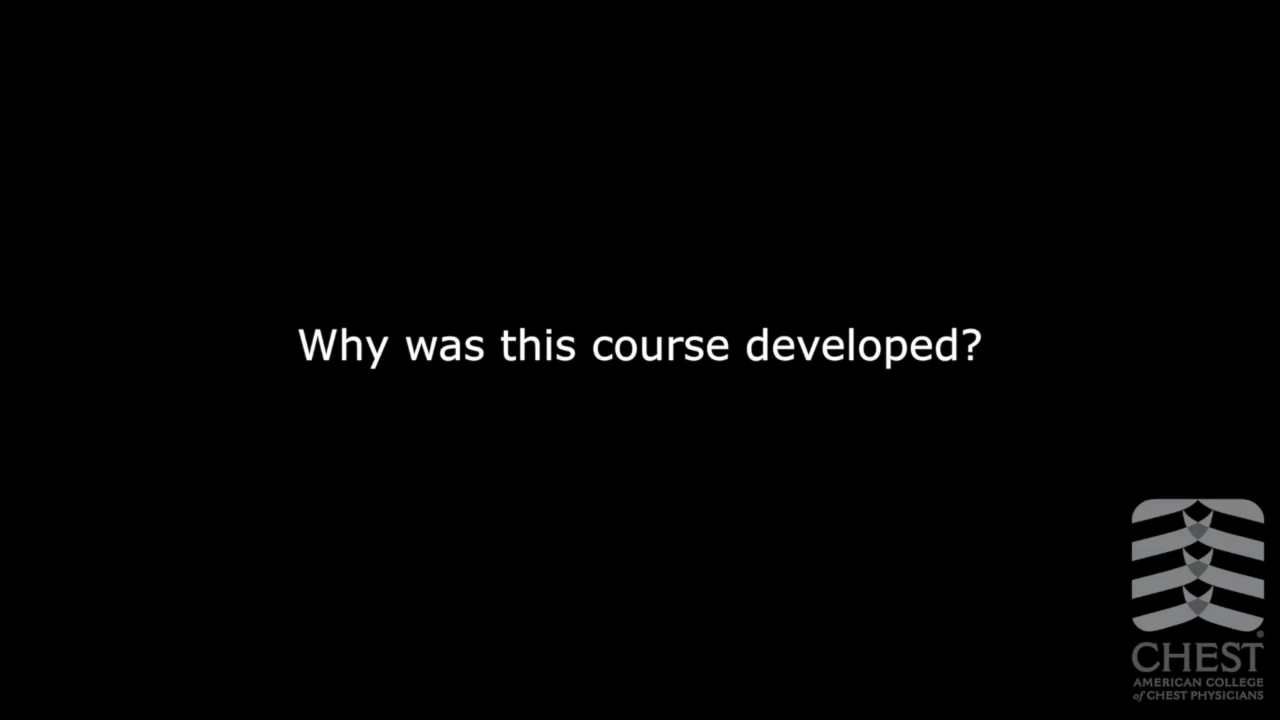 Why was this course developed?
CHEST®
AMERICAN COLLEGE
of CHEST PHYSICIANS